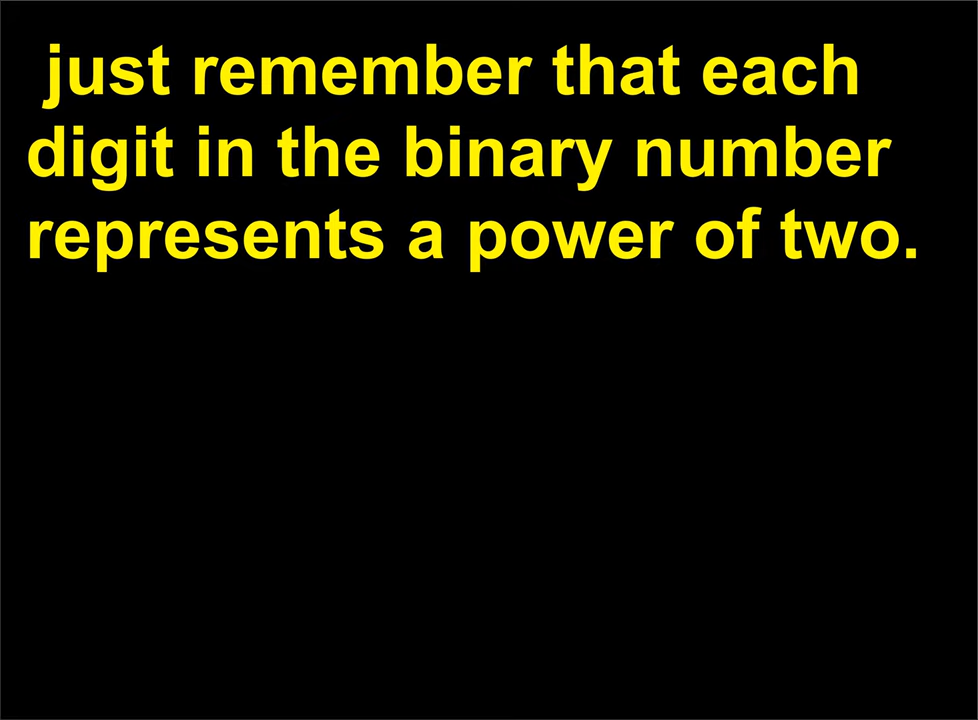 just remember that each
digit in the binary number
represents a power of two.